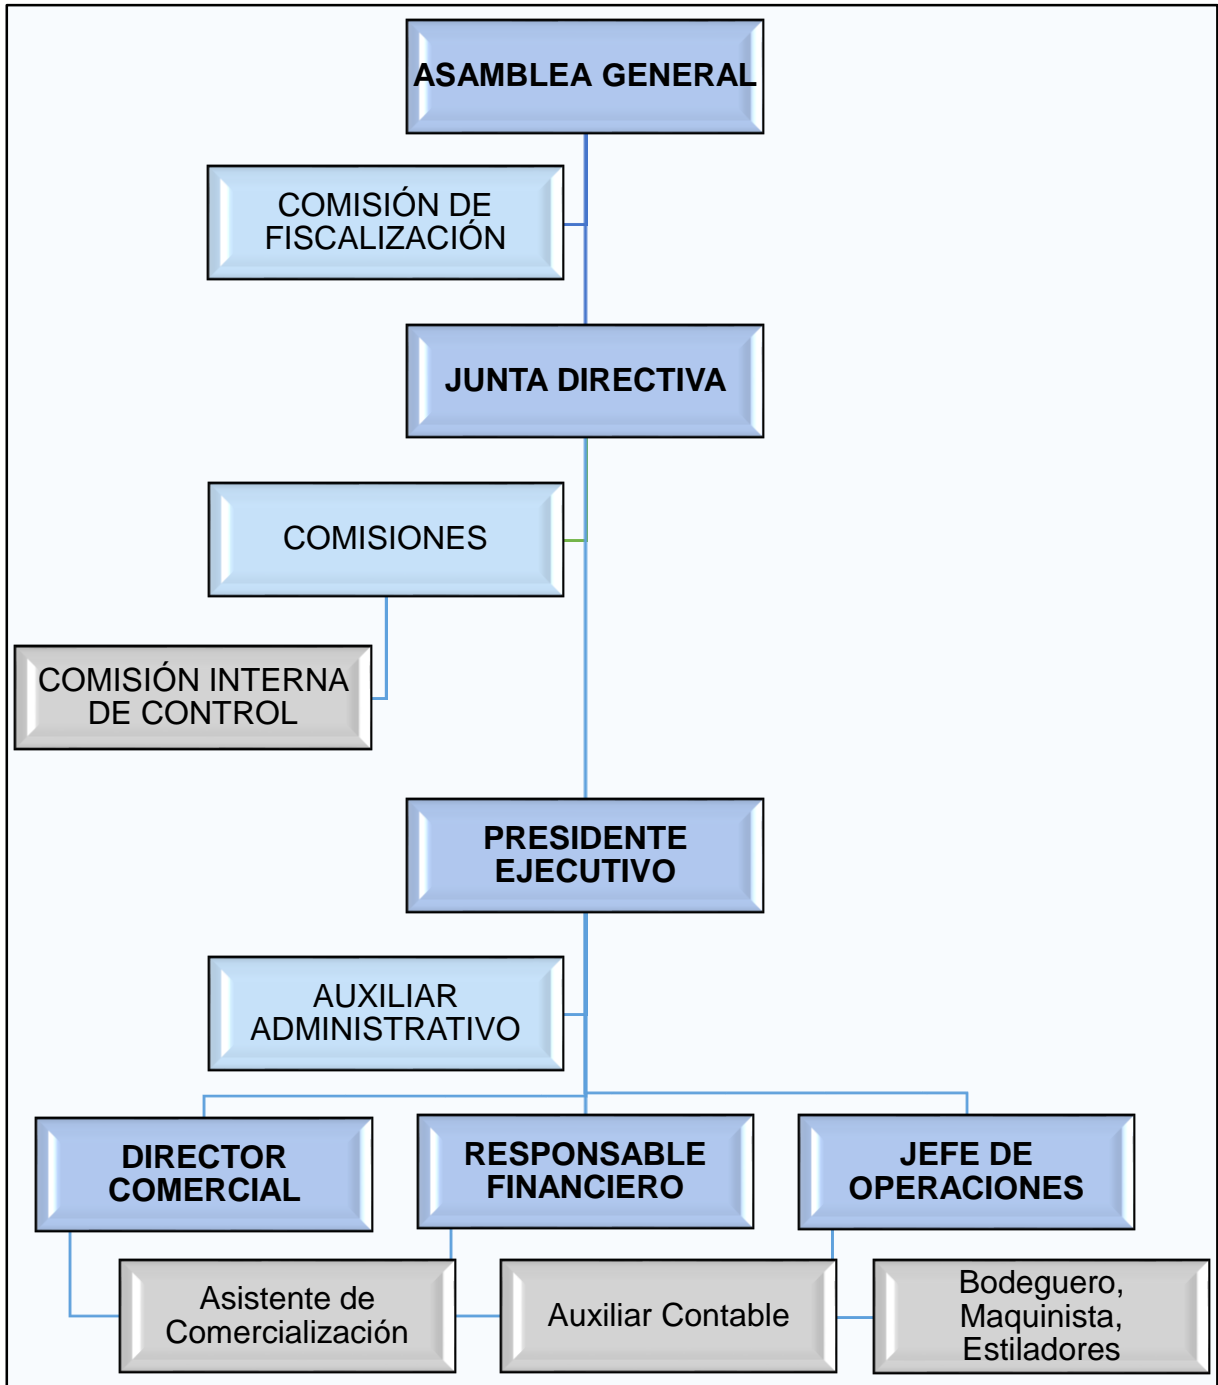 ASAMBLEA GENERAL
COMISIÓN DE
FISCALIZACIÓN
JUNTA DIRECTIVA
COMISIONES
COMISIÓN INTERNA
DE CONTROL
PRESIDENTE
EJECUTIVO
AUXILIAR
ADMINISTRATIVO
DIRECTOR
COMERCIAL
RESPONSABLE
FINANCIERO
JEFE DE
OPERACIONES
Asistente de
Comercialización
Auxiliar Contable
Bodeguero,
Maquinista,
Estiladores